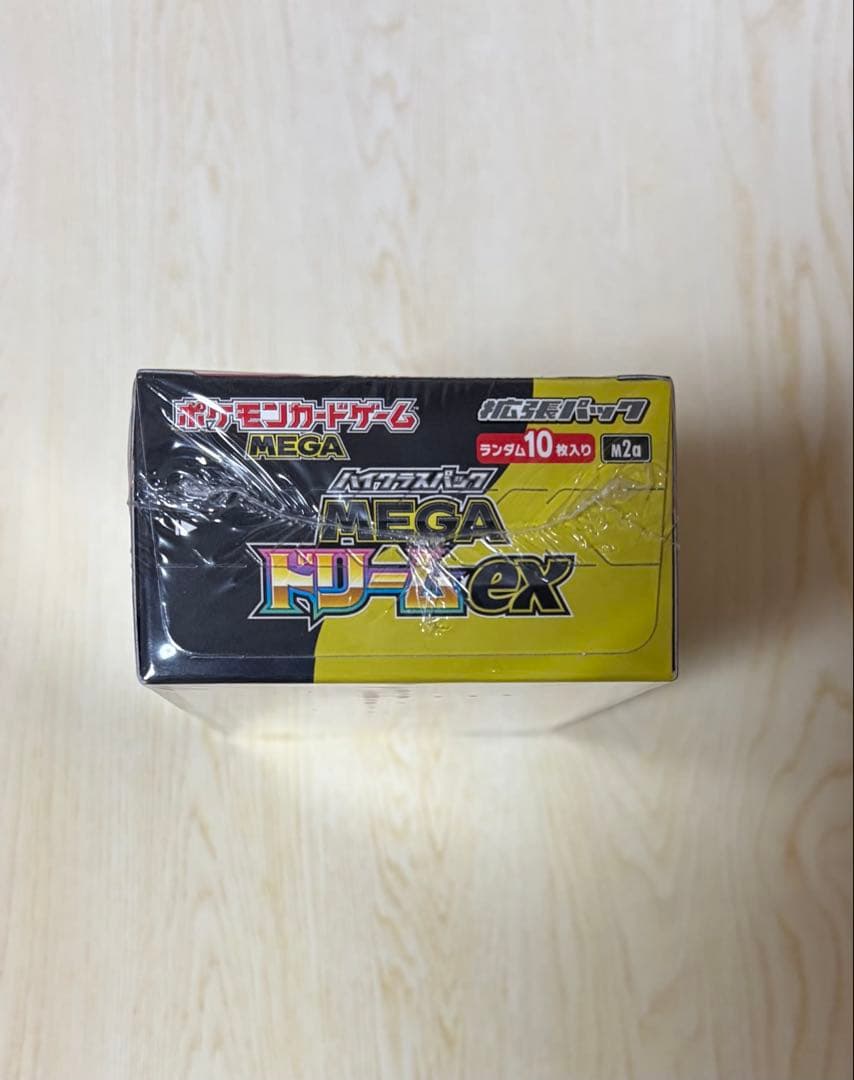 ポケモンカードゲーム
MEGA
拡張パック
ランダム10枚入り
M2a
ハイクラスパック
MEGA
ドリームex